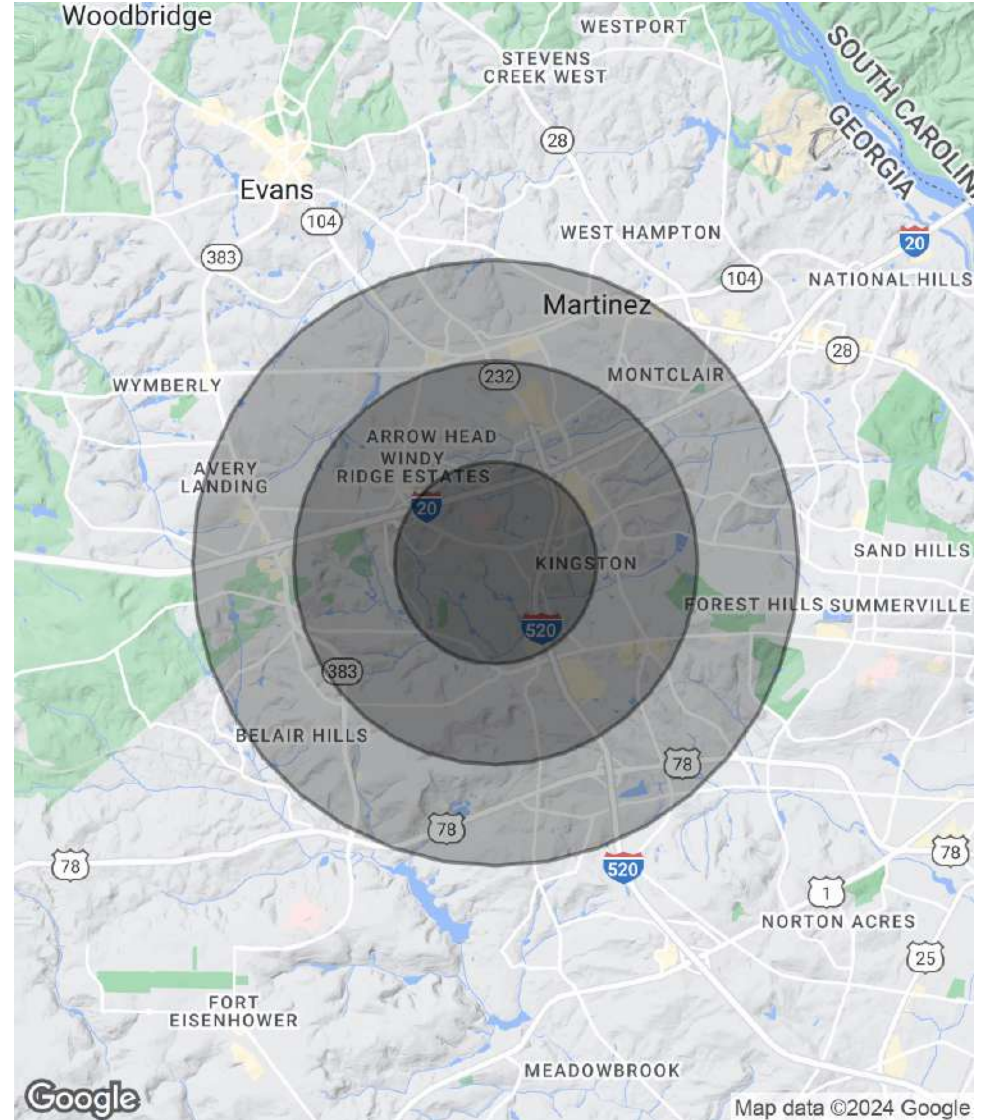 Woodbridge
WESTPORT
STEVENS
CREEK WEST
SOUTH CAROLINA
GEORGIA
28
Evans
104
WEST HAMPTON
383
20
104
NATIONAL HILLS
Martinez
28
232
MONTCLAIR
WYMBERLY
ARROW HEAD
WINDY
RIDGE ESTATES
AVERY
LANDING
20
SAND HILLS
KINGSTON
FOREST HILLS
SUMMERVILLE
520
383
BELAIR HILLS
78
78
78
520
78
1
NORTON ACRES
25
FORT
EISENHOWER
MEADOWBROOK
Google
Map data ©2024 Google